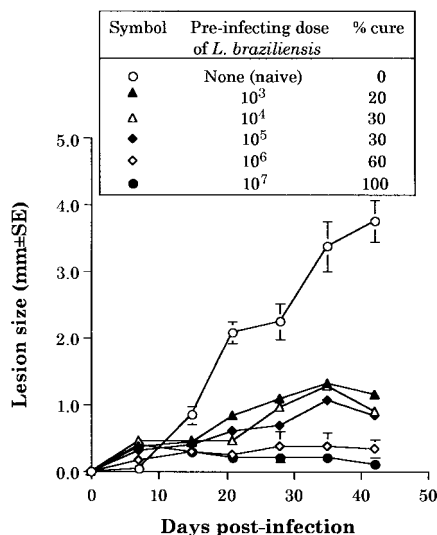 Symbol Pre-infecting dose % cure
of L. braziliensis
None (naive) 0
10³ 20
10⁴ 30
10⁵ 30
10⁶ 60
10⁷ 100
5.0
4.0
3.0
2.0
1.0
0.0
Lesion size (mm±SE)
0 10 20 30 40 50
Days post-infection